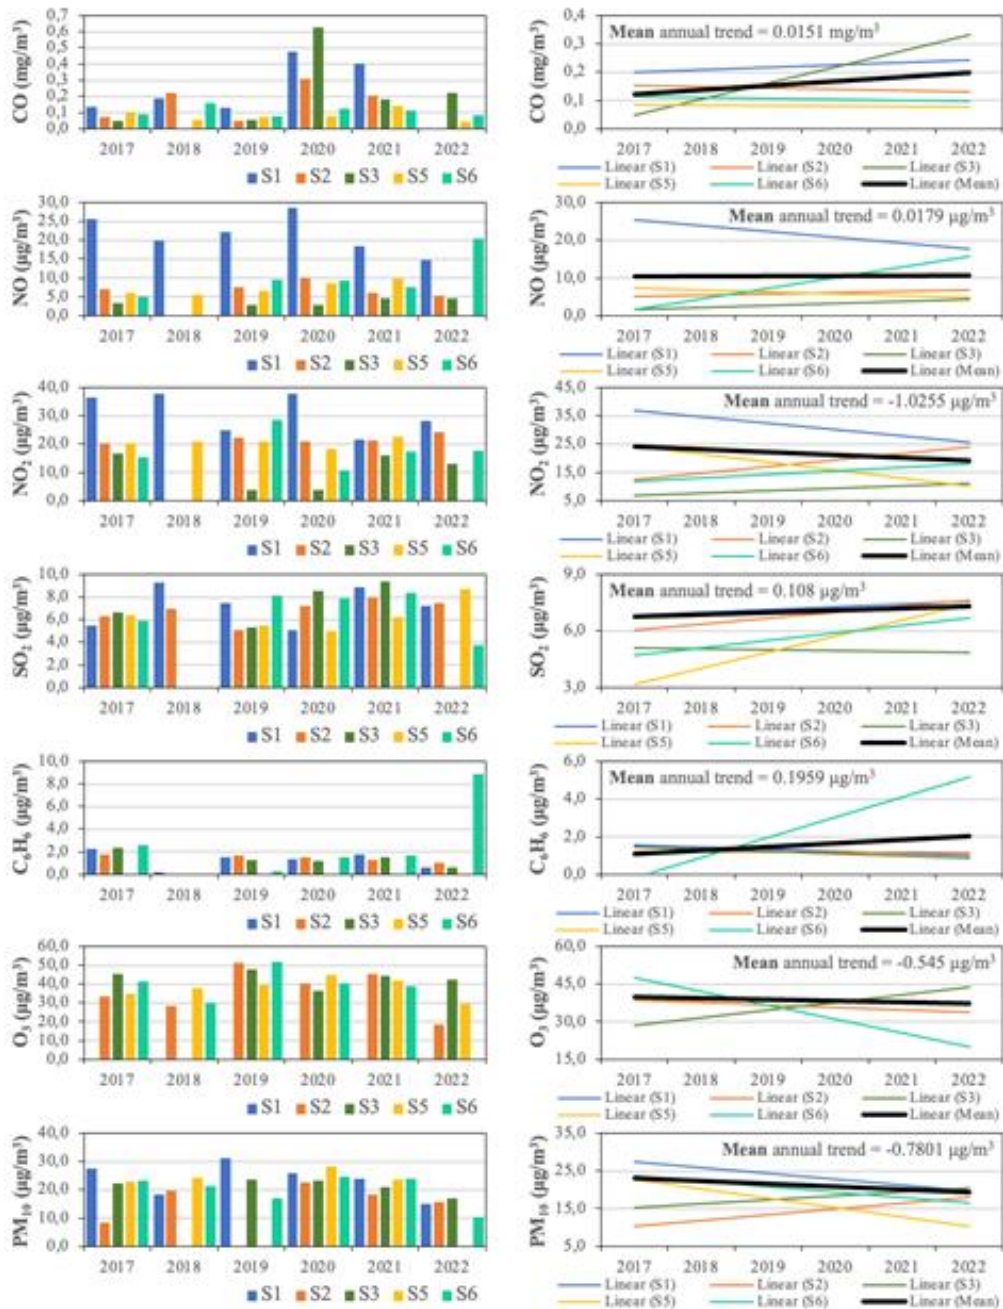 CO (mg/m³)
0,7
0,6
0,5
0,4
0,3
0,2
0,1
0,0
2017 2018 2019 2020 2021 2022
S1 S2 S3 S5 S6
CO (mg/m³)
0,4
0,3
0,2
0,1
0,0
Mean annual trend = 0.0151 mg/m³
2017 2018 2019 2020 2021 2022
Linear (S1) Linear (S2) Linear (S3)
Linear (S5) Linear (S6) Linear (Mean)
NO (µg/m³)
30,0
25,0
20,0
15,0
10,0
5,0
0,0
2017 2018 2019 2020 2021 2022
S1 S2 S3 S5 S6
NO (µg/m³)
30,0
20,0
10,0
0,0
Mean annual trend = 0.0179 µg/m³
2017 2018 2019 2020 2021 2022
Linear (S1) Linear (S2) Linear (S3)
Linear (S5) Linear (S6) Linear (Mean)
NO₂ (µg/m³)
40,0
30,0
20,0
10,0
0,0
2017 2018 2019 2020 2021 2022
S1 S2 S3 S5 S6
NO₂ (µg/m³)
45,0
35,0
25,0
15,0
5,0
Mean annual trend = -1.0255 µg/m³
2017 2018 2019 2020 2021 2022
Linear (S1) Linear (S2) Linear (S3)
Linear (S5) Linear (S6) Linear (Mean)
SO₂ (µg/m³)
10,0
8,0
6,0
4,0
2,0
0,0
2017 2018 2019 2020 2021 2022
S1 S2 S3 S5 S6
SO₂ (µg/m³)
9,0
6,0
3,0
Mean annual trend = 0.108 µg/m³
2017 2018 2019 2020 2021 2022
Linear (S1) Linear (S2) Linear (S3)
Linear (S5) Linear (S6) Linear (Mean)
C₆H₆ (µg/m³)
10,0
8,0
6,0
4,0
2,0
0,0
2017 2018 2019 2020 2021 2022
S1 S2 S3 S5 S6
C₆H₆ (µg/m³)
6,0
4,0
2,0
0,0
Mean annual trend = 0.1959 µg/m³
2017 2018 2019 2020 2021 2022
Linear (S1) Linear (S2) Linear (S3)
Linear (S5) Linear (S6) Linear (Mean)
O₃ (µg/m³)
60,0
50,0
40,0
30,0
20,0
10,0
0,0
2017 2018 2019 2020 2021 2022
S1 S2 S3 S5 S6
O₃ (µg/m³)
60,0
45,0
30,0
15,0
Mean annual trend = -0.545 µg/m³
2017 2018 2019 2020 2021 2022
Linear (S1) Linear (S2) Linear (S3)
Linear (S5) Linear (S6) Linear (Mean)
PM₁₀ (µg/m³)
40,0
30,0
20,0
10,0
0,0
2017 2018 2019 2020 2021 2022
S1 S2 S3 S5 S6
PM₁₀ (µg/m³)
35,0
25,0
15,0
5,0
Mean annual trend = -0.7801 µg/m³
2017 2018 2019 2020 2021 2022
Linear (S1) Linear (S2) Linear (S3)
Linear (S5) Linear (S6) Linear (Mean)